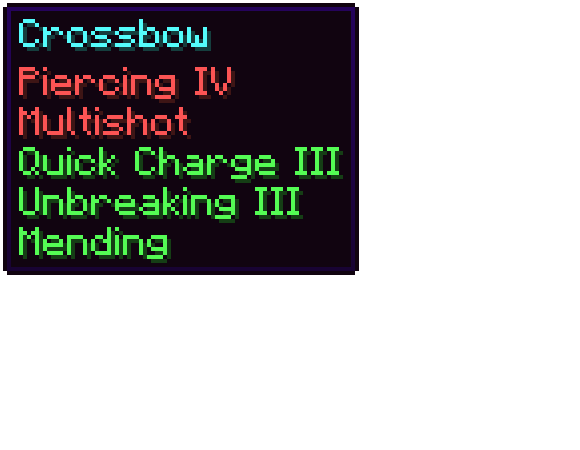 Crossbow
Piercing IV
Multishot
Quick Charge III
Unbreaking III
Mending